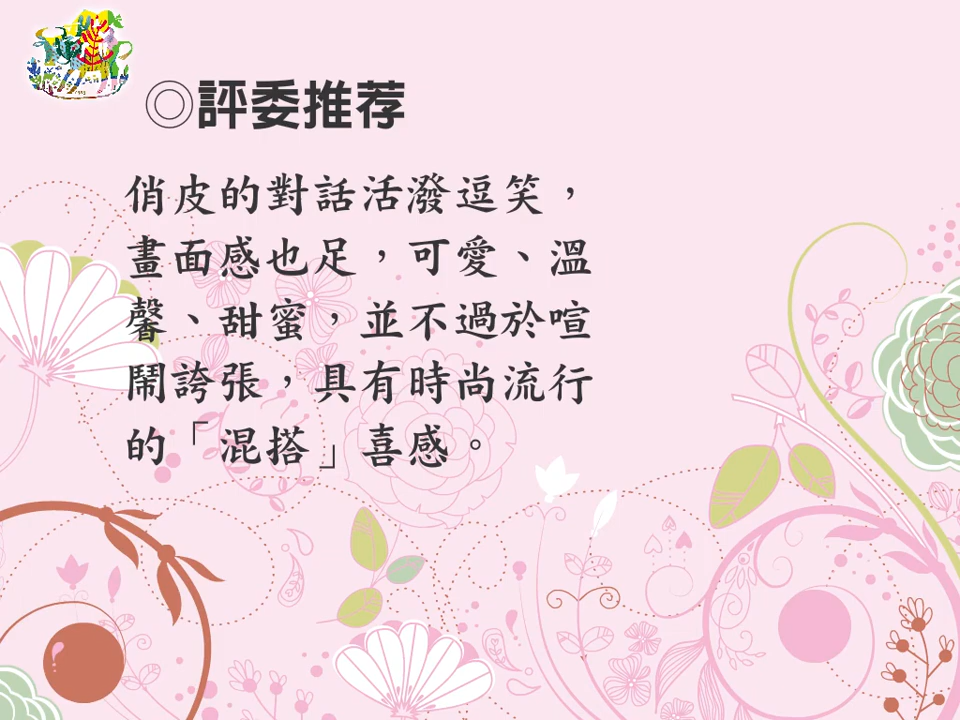 ◎評委推荐
俏皮的對話活潑逗笑，
畫面感也足，可愛、溫
馨、甜蜜，並不過於喧
鬧誇張，具有時尚流行
的「混搭」喜感。